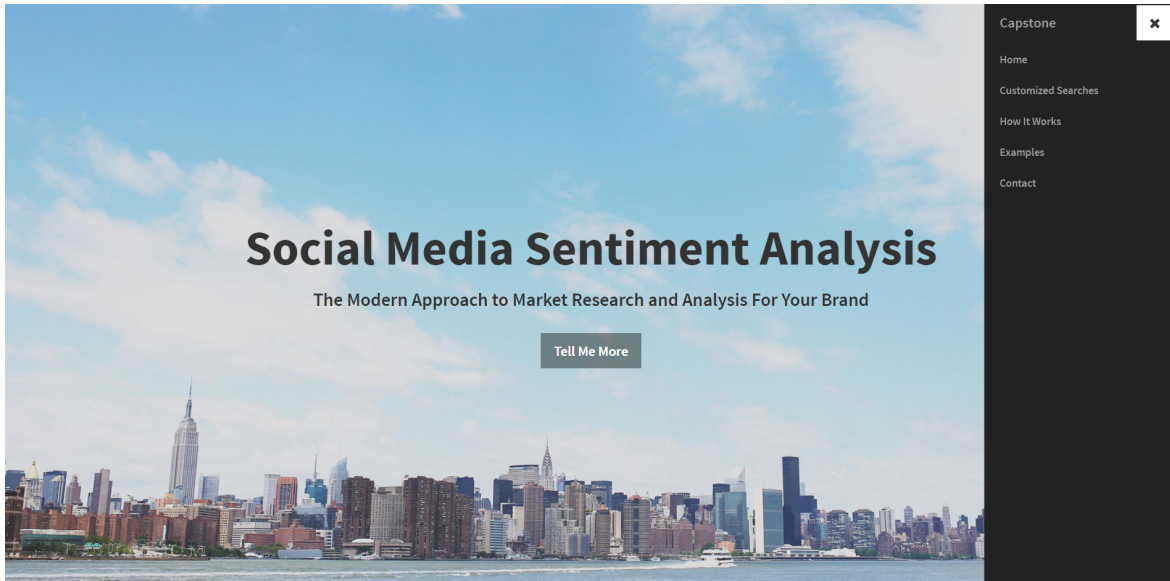 Social Media Sentiment Analysis
The Modern Approach to Market Research and Analysis For Your Brand
Tell Me More
Capstone
Home
Customized Searches
How It Works
Examples
Contact